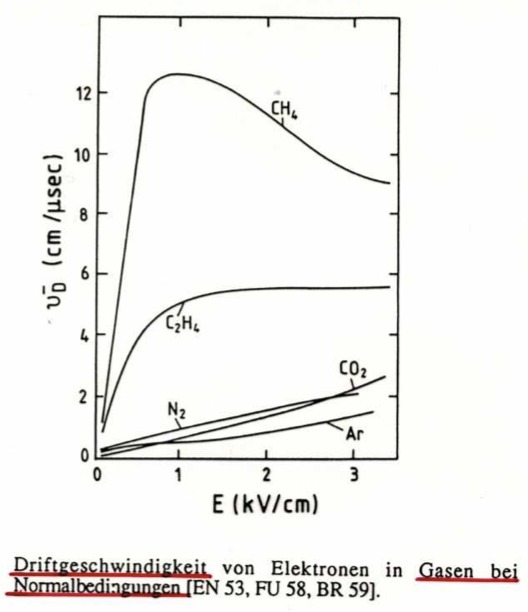 12
10
8
6
4
2
0
v̄D (cm/μsec)
CH4
C2H4
CO2
N2
Ar
0 1 2 3
E (kV/cm)
Driftgeschwindigkeit von Elektronen in Gasen bei
Normalbedingungen [EN 53, FU 58, BR 59].